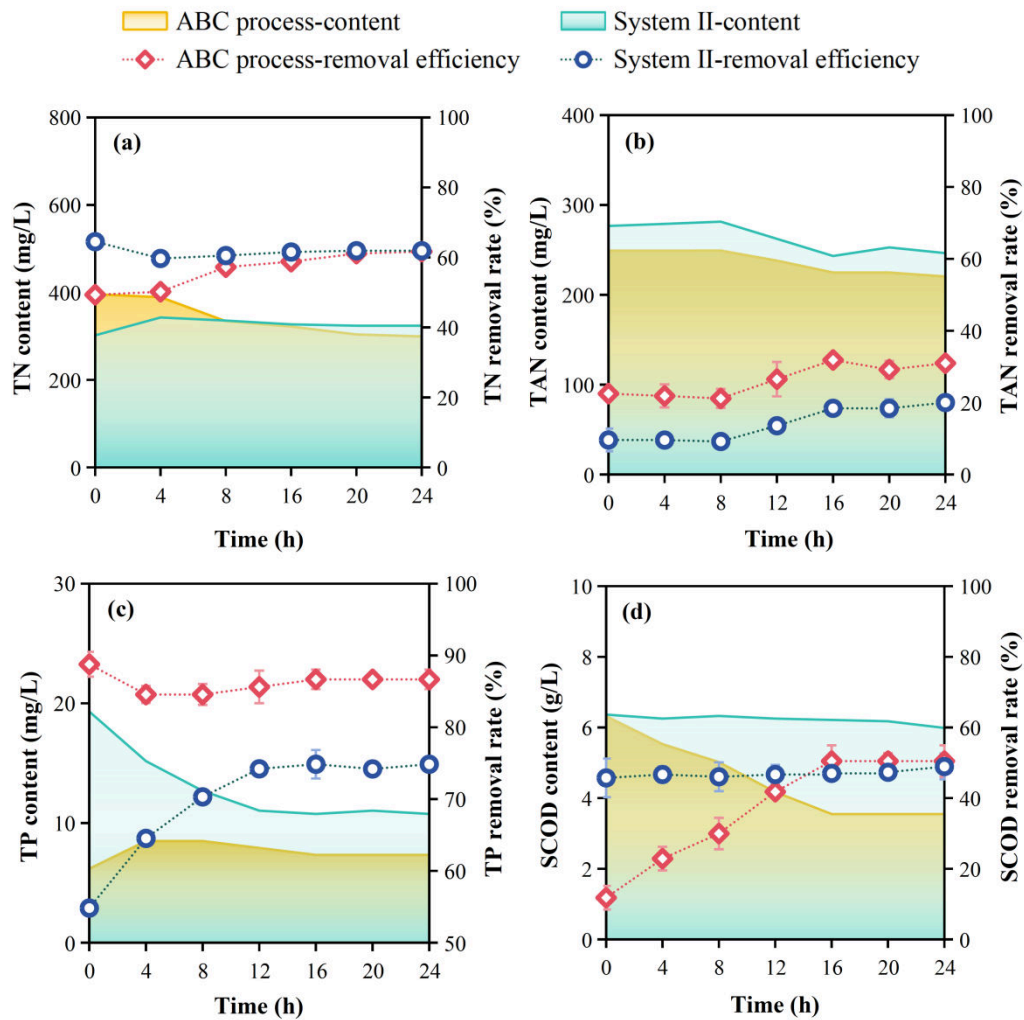 ABC process-content
System II-content
ABC process-removal efficiency
System II-removal efficiency
(a)
TN content (mg/L)
800
600
400
200
0
100
80
60
40
20
0
TN removal rate (%)
0 4 8 16 20 24
Time (h)
(b)
TAN content (mg/L)
400
300
200
100
0
100
80
60
40
20
0
TAN removal rate (%)
0 4 8 12 16 20 24
Time (h)
(c)
TP content (mg/L)
30
20
10
0
100
90
80
70
60
50
TP removal rate (%)
0 4 8 12 16 20 24
Time (h)
(d)
SCOD content (g/L)
10
8
6
4
2
0
100
80
60
40
20
0
SCOD removal rate (%)
0 4 8 12 16 20 24
Time (h)